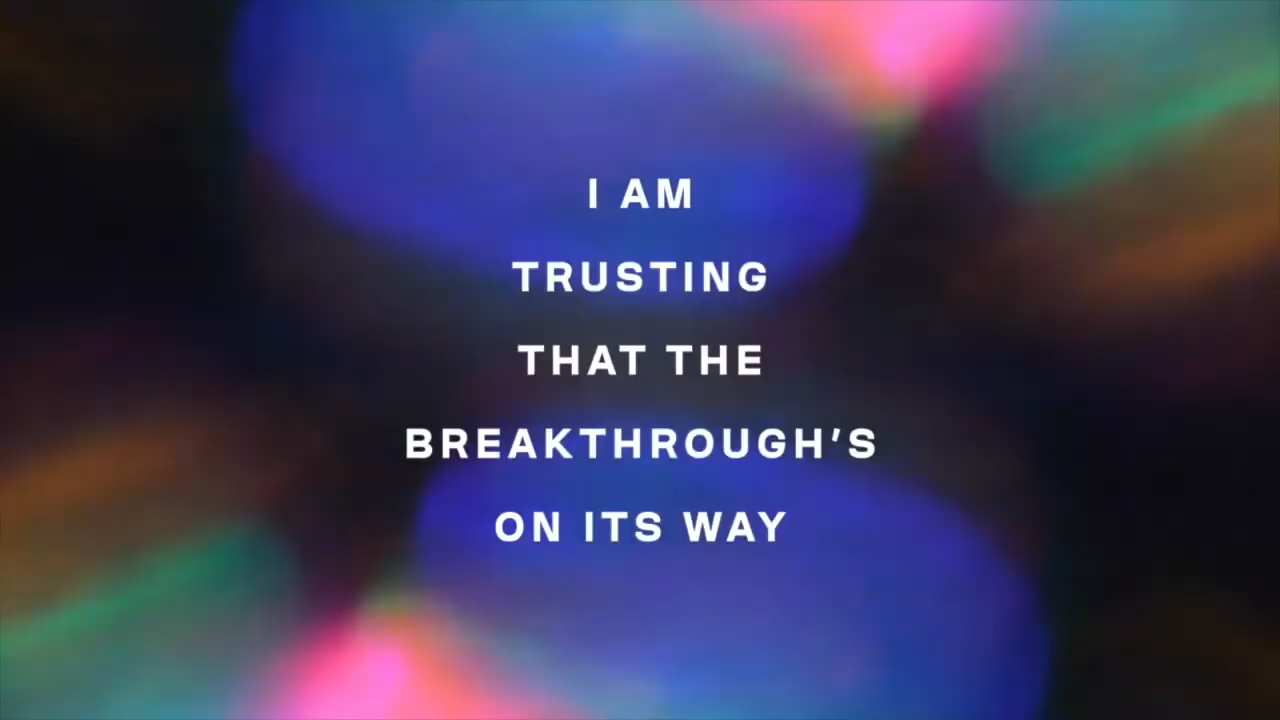 I AM
TRUSTING
THAT THE
BREAKTHROUGH’S
ON ITS WAY